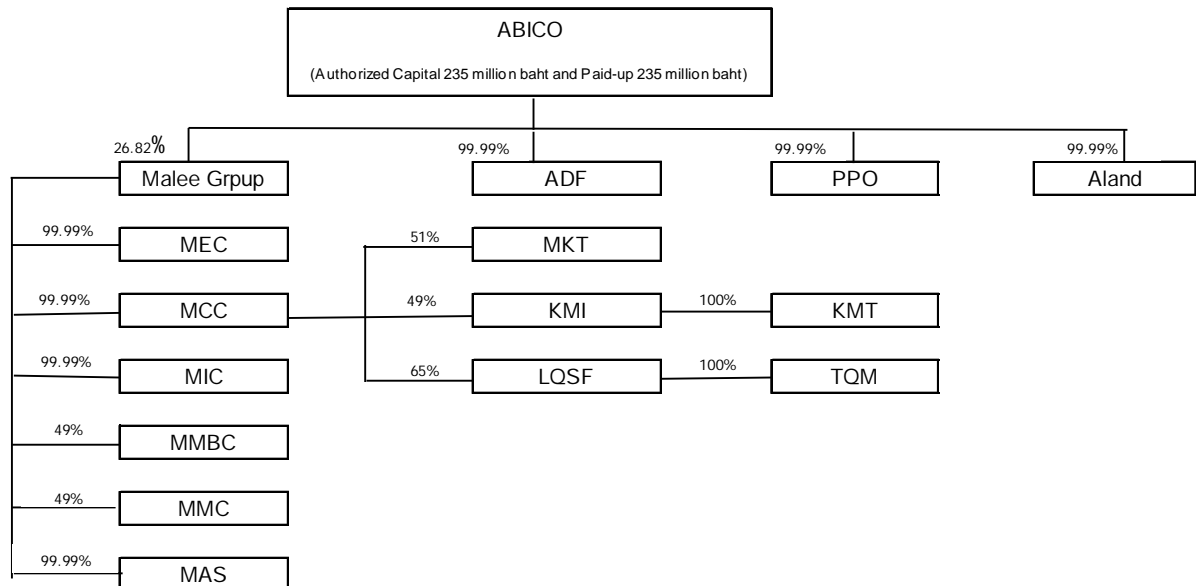 ABICO
(Authorized Capital 235 million baht and Paid-up 235 million baht)
26.82%
99.99%
99.99%
99.99%
Malee Grpup
ADF
PPO
Aland
99.99%
MEC
51%
MKT
99.99%
MCC
49%
KMI
100%
KMT
99.99%
MIC
65%
LQSF
100%
TQM
49%
MMBC
49%
MMC
99.99%
MAS